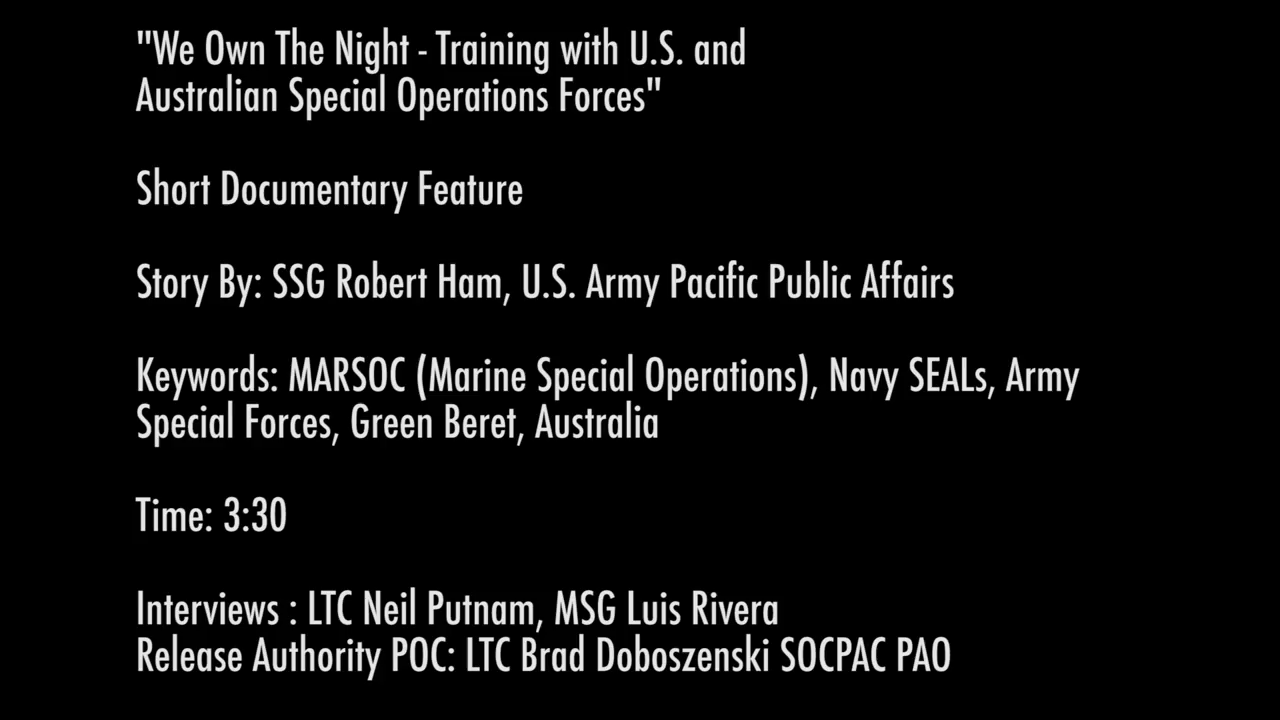 "We Own The Night - Training with U.S. and
Australian Special Operations Forces"
Short Documentary Feature
Story By: SSG Robert Ham, U.S. Army Pacific Public Affairs
Keywords: MARSOC (Marine Special Operations), Navy SEALs, Army
Special Forces, Green Beret, Australia
Time: 3:30
Interviews : LTC Neil Putnam, MSG Luis Rivera
Release Authority POC: LTC Brad Doboszenski SOCPAC PAO